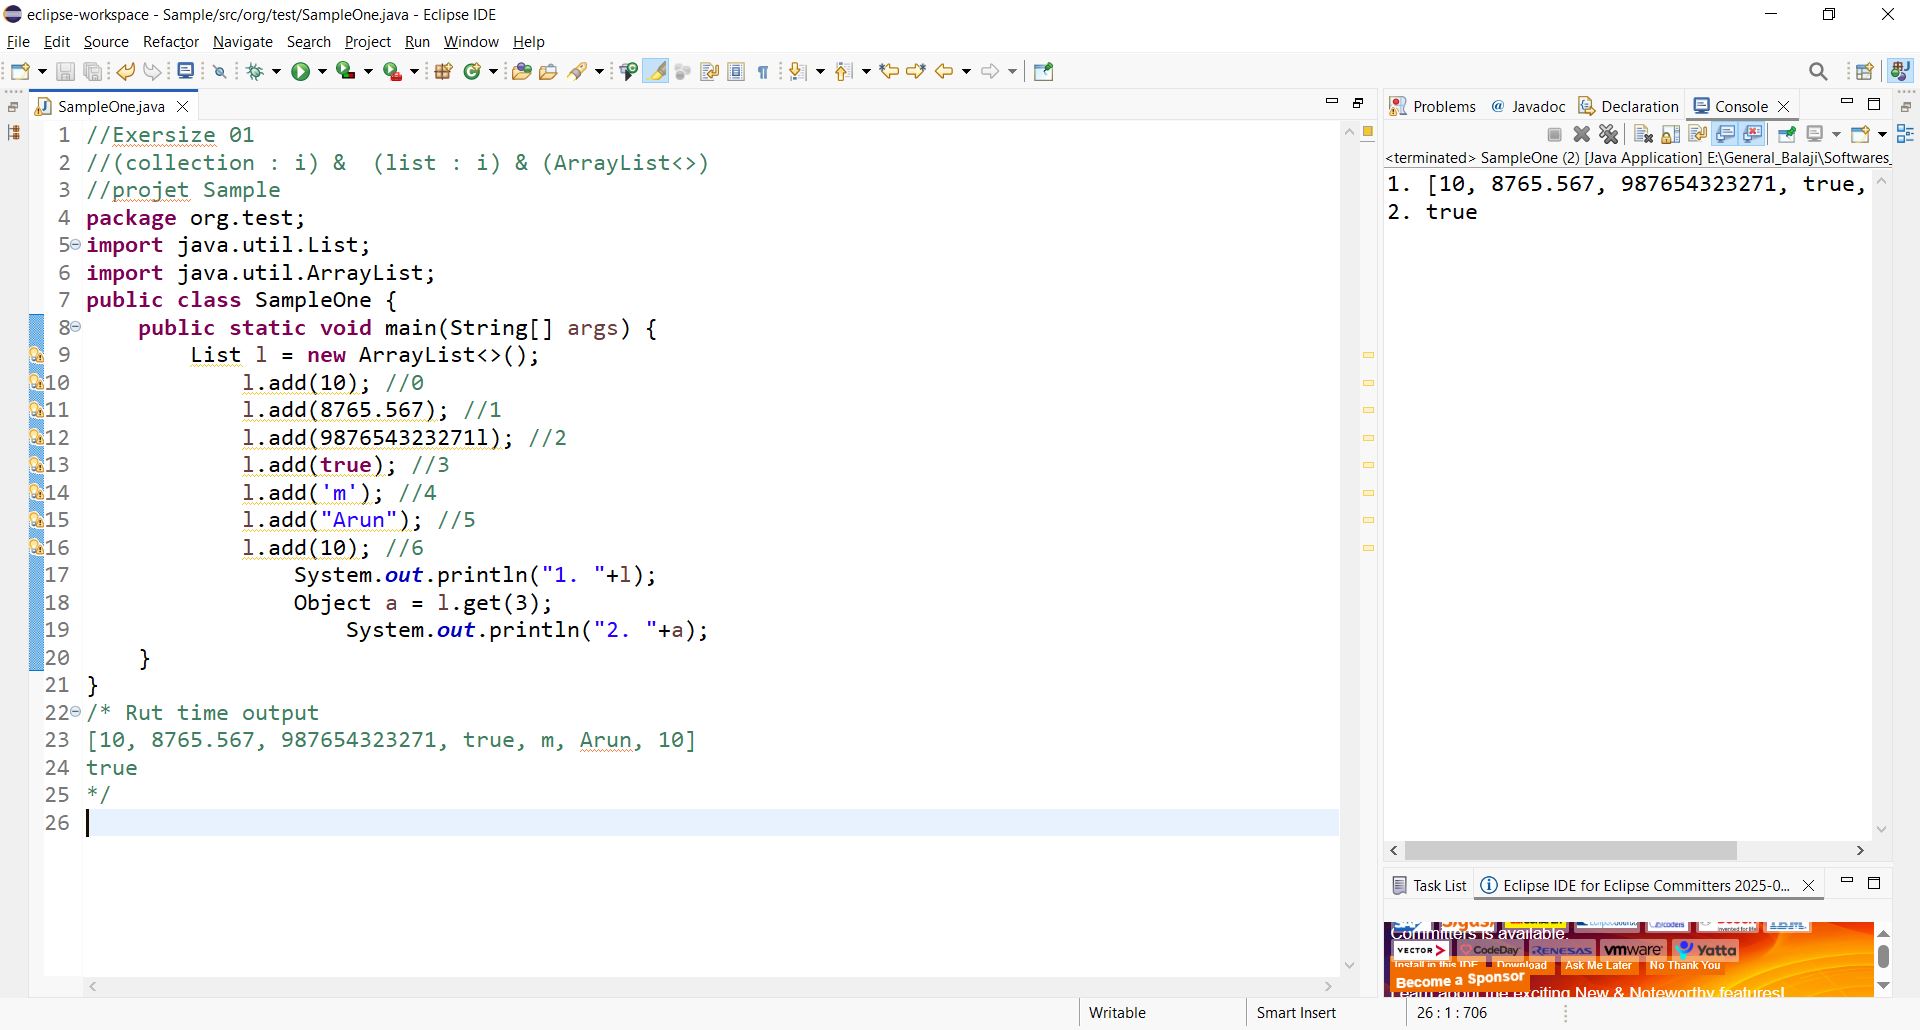 eclipse-workspace - Sample/src/org/test/SampleOne.java - Eclipse IDE
File Edit Source Refactor Navigate Search Project Run Window Help
SampleOne.java
1 //Exersize 01
2 //(collection : i) & (list : i) & (ArrayList<>)
3 //projet Sample
4 package org.test;
5 import java.util.List;
6 import java.util.ArrayList;
7 public class SampleOne {
8 public static void main(String[] args) {
9 List l = new ArrayList<>();
10 l.add(10); //0
11 l.add(8765.567); //1
12 l.add(987654323271l); //2
13 l.add(true); //3
14 l.add('m'); //4
15 l.add("Arun"); //5
16 l.add(10); //6
17 System.out.println("1. "+l);
18 Object a = l.get(3);
19 System.out.println("2. "+a);
20 }
21 }
22 /* Rut time output
23 [10, 8765.567, 987654323271, true, m, Arun, 10]
24 true
25 */
26
Problems @ Javadoc Declaration Console
<terminated> SampleOne (2) [Java Application] E:\General_Balaji\Softwares_
1. [10, 8765.567, 987654323271, true,
2. true
Task List Eclipse IDE for Eclipse Committers 2025-0...
Committers is available.
VECTOR CodeDay RENESAS vmware Yatta
Install in this IDE Download Ask Me Later No Thank You
Become a Sponsor
Learn about the exciting New & Noteworthy features!
Writable Smart Insert 26 : 1 : 706